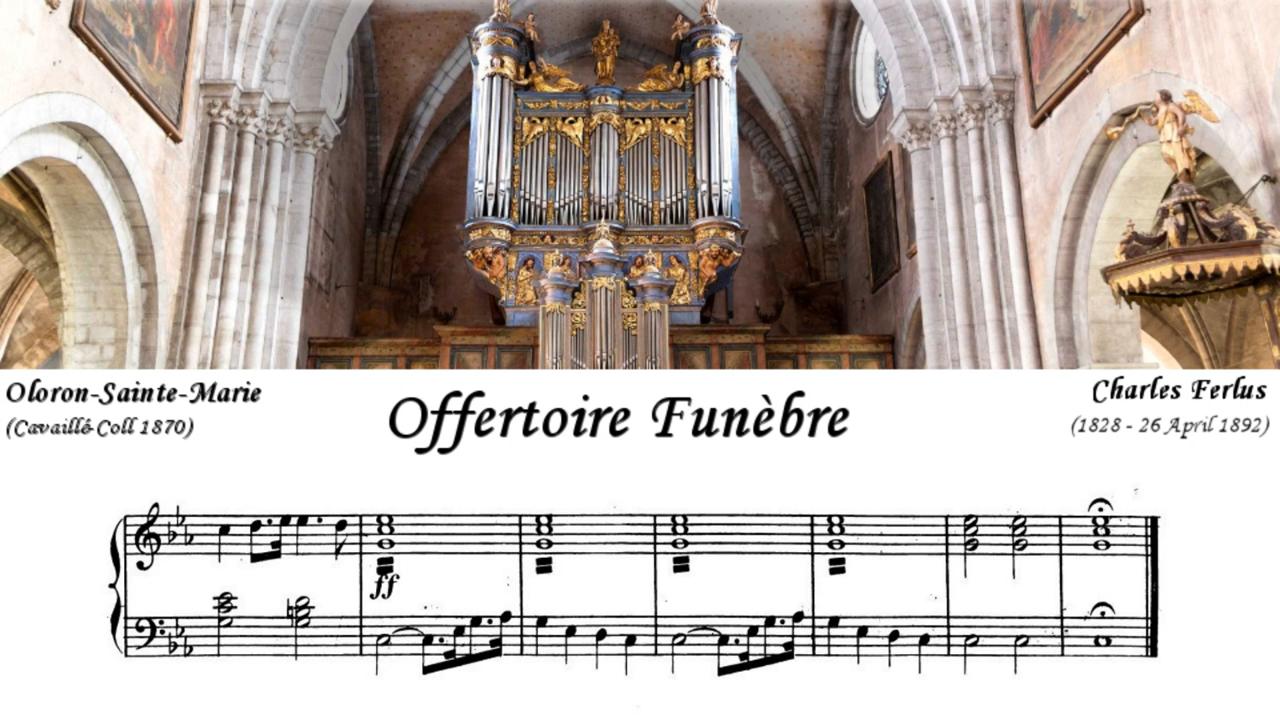 Oloron-Sainte-Marie
(Cavaillé-Coll 1870)
Offertoire Funèbre
Charles Ferlus
(1828 - 26 April 1892)
ff